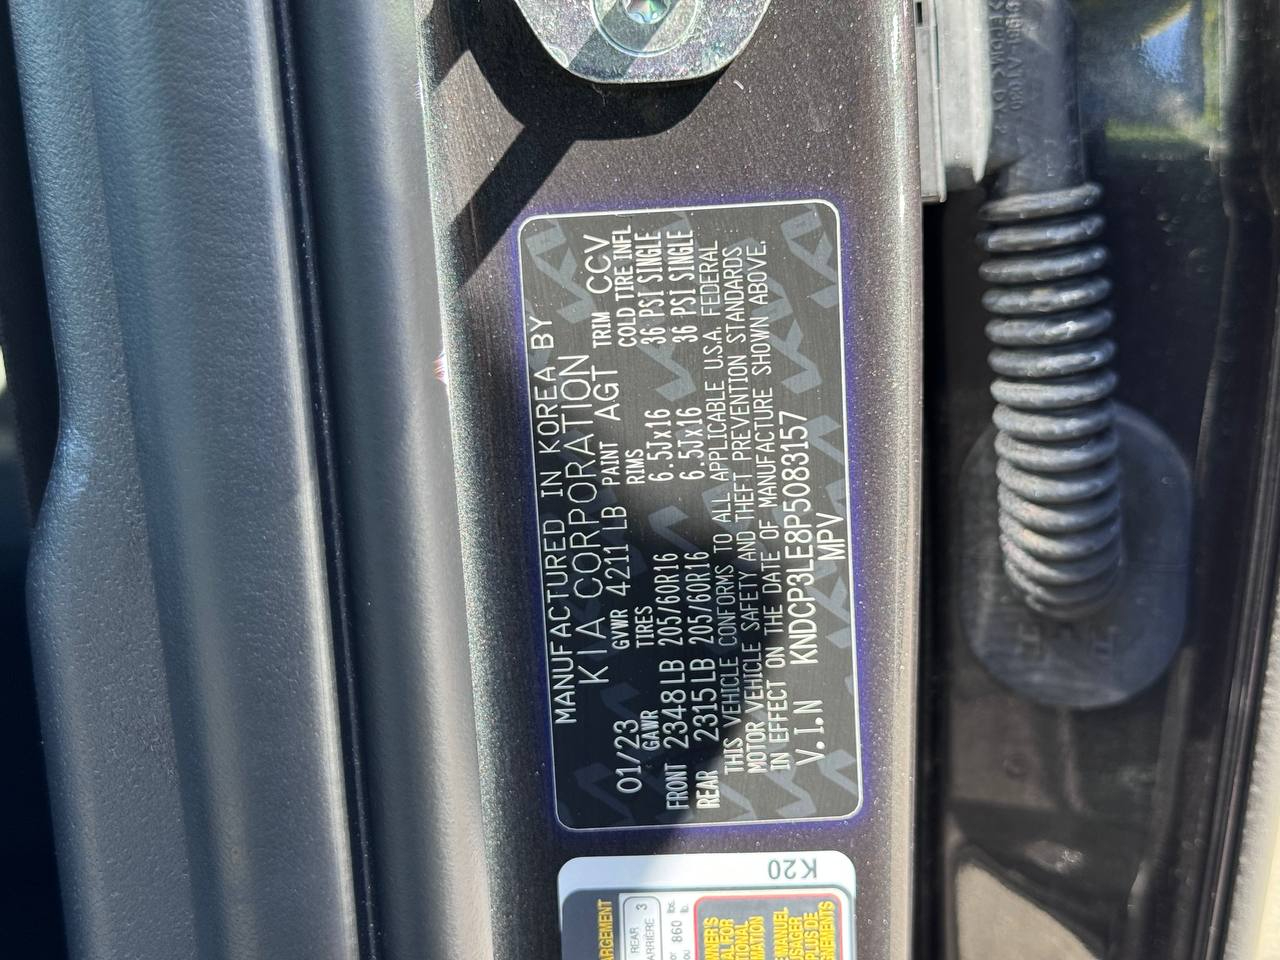 MANUFACTURED IN KOREA BY
KIA CORPORATION
01/23 GVWR 4211 LB PAINT AGT TRIM CCV
GAWR TIRES RIMS COLD TIRE INFL
FRONT 2348LB 205/60R16 6.5Jx16 36 PSI SINGLE
REAR 2315LB 205/60R16 6.5Jx16 36 PSI SINGLE
THIS VEHICLE CONFORMS TO ALL APPLICABLE U.S.A. FEDERAL
MOTOR VEHICLE SAFETY AND THEFT PREVENTION STANDARDS
IN EFFECT ON THE DATE OF MANUFACTURE SHOWN ABOVE.
V.I.N KNDCP3LE8P5083157
MPV
K20
REAR 3
860 lbs.